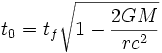 t_0 = t_f \sqrt{1 - \frac{2GM}{rc^2}}